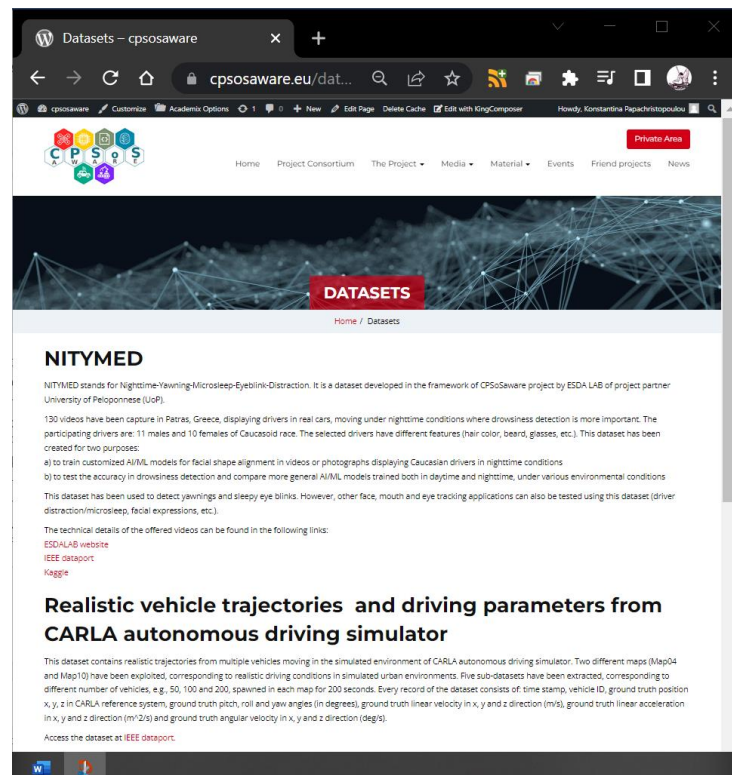 Datasets – cpsosaware
cpsosaware.eu/dat...
cpsosaware Customize Academix Options 1 0 + New Edit Page Delete Cache Edit with KingComposer Howdy, Konstantina Papachristopoulou
C P S o S
A W A R E
Private Area
Home Project Consortium The Project Media Material Events Friend projects News
DATASETS
Home / Datasets
NITYMED
NITYMED stands for Nighttime-Yawning-Microsleep-Eyeblink-Distraction. It is a dataset developed in the framework of CPSoSaware project by ESDA LAB of project partner
University of Peloponnese (UoP).
130 videos have been capture in Patras, Greece, displaying drivers in real cars, moving under nighttime conditions where drowsiness detection is more important. The
participating drivers are: 11 males and 10 females of Caucasoid race. The selected drivers have different features (hair color, beard, glasses, etc.). This dataset has been
created for two purposes:
a) to train customized AI/ML models for facial shape alignment in videos or photographs displaying Caucasian drivers in nighttime conditions
b) to test the accuracy in drowsiness detection and compare more general AI/ML models trained both in daytime and nighttime, under various environmental conditions
This dataset has been used to detect yawnings and sleepy eye blinks. However, other face, mouth and eye tracking applications can also be tested using this dataset (driver
distraction/microsleep, facial expressions, etc.).
The technical details of the offered videos can be found in the following links:
ESDALAB website
IEEE dataport
Kaggle
Realistic vehicle trajectories and driving parameters from
CARLA autonomous driving simulator
This dataset contains realistic trajectories from multiple vehicles moving in the simulated environment of CARLA autonomous driving simulator. Two different maps (Map04
and Map10) have been exploited, corresponding to realistic driving conditions in simulated urban environments. Five sub-datasets have been extracted, corresponding to
different number of vehicles, e.g., 50, 100 and 200, spawned in each map for 200 seconds. Every record of the dataset consists of: time stamp, vehicle ID, ground truth position
x, y, z in CARLA reference system, ground truth pitch, roll and yaw angles (in degrees), ground truth linear velocity in x, y and z direction (m/s), ground truth linear acceleration
in x, y and z direction (m^2/s) and ground truth angular velocity in x, y and z direction (deg/s).
Access the dataset at IEEE dataport.